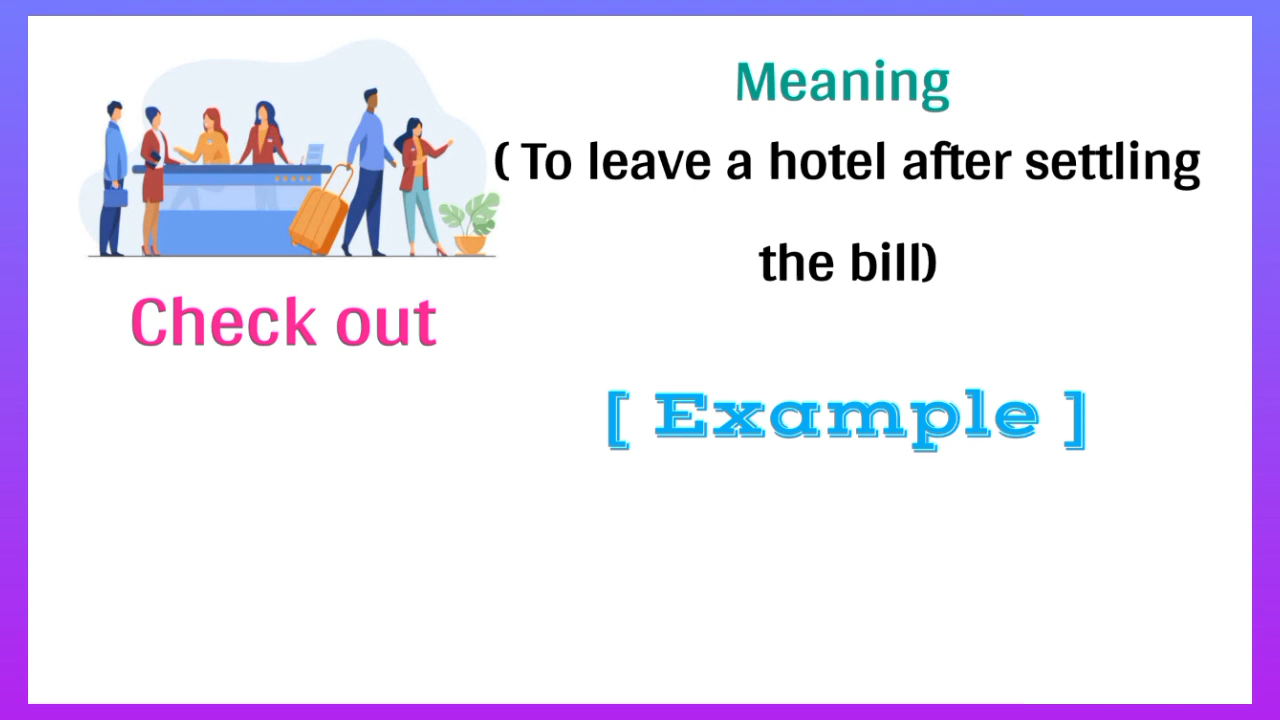 Meaning
( To leave a hotel after settling
the bill)
Check out
[ Example ]